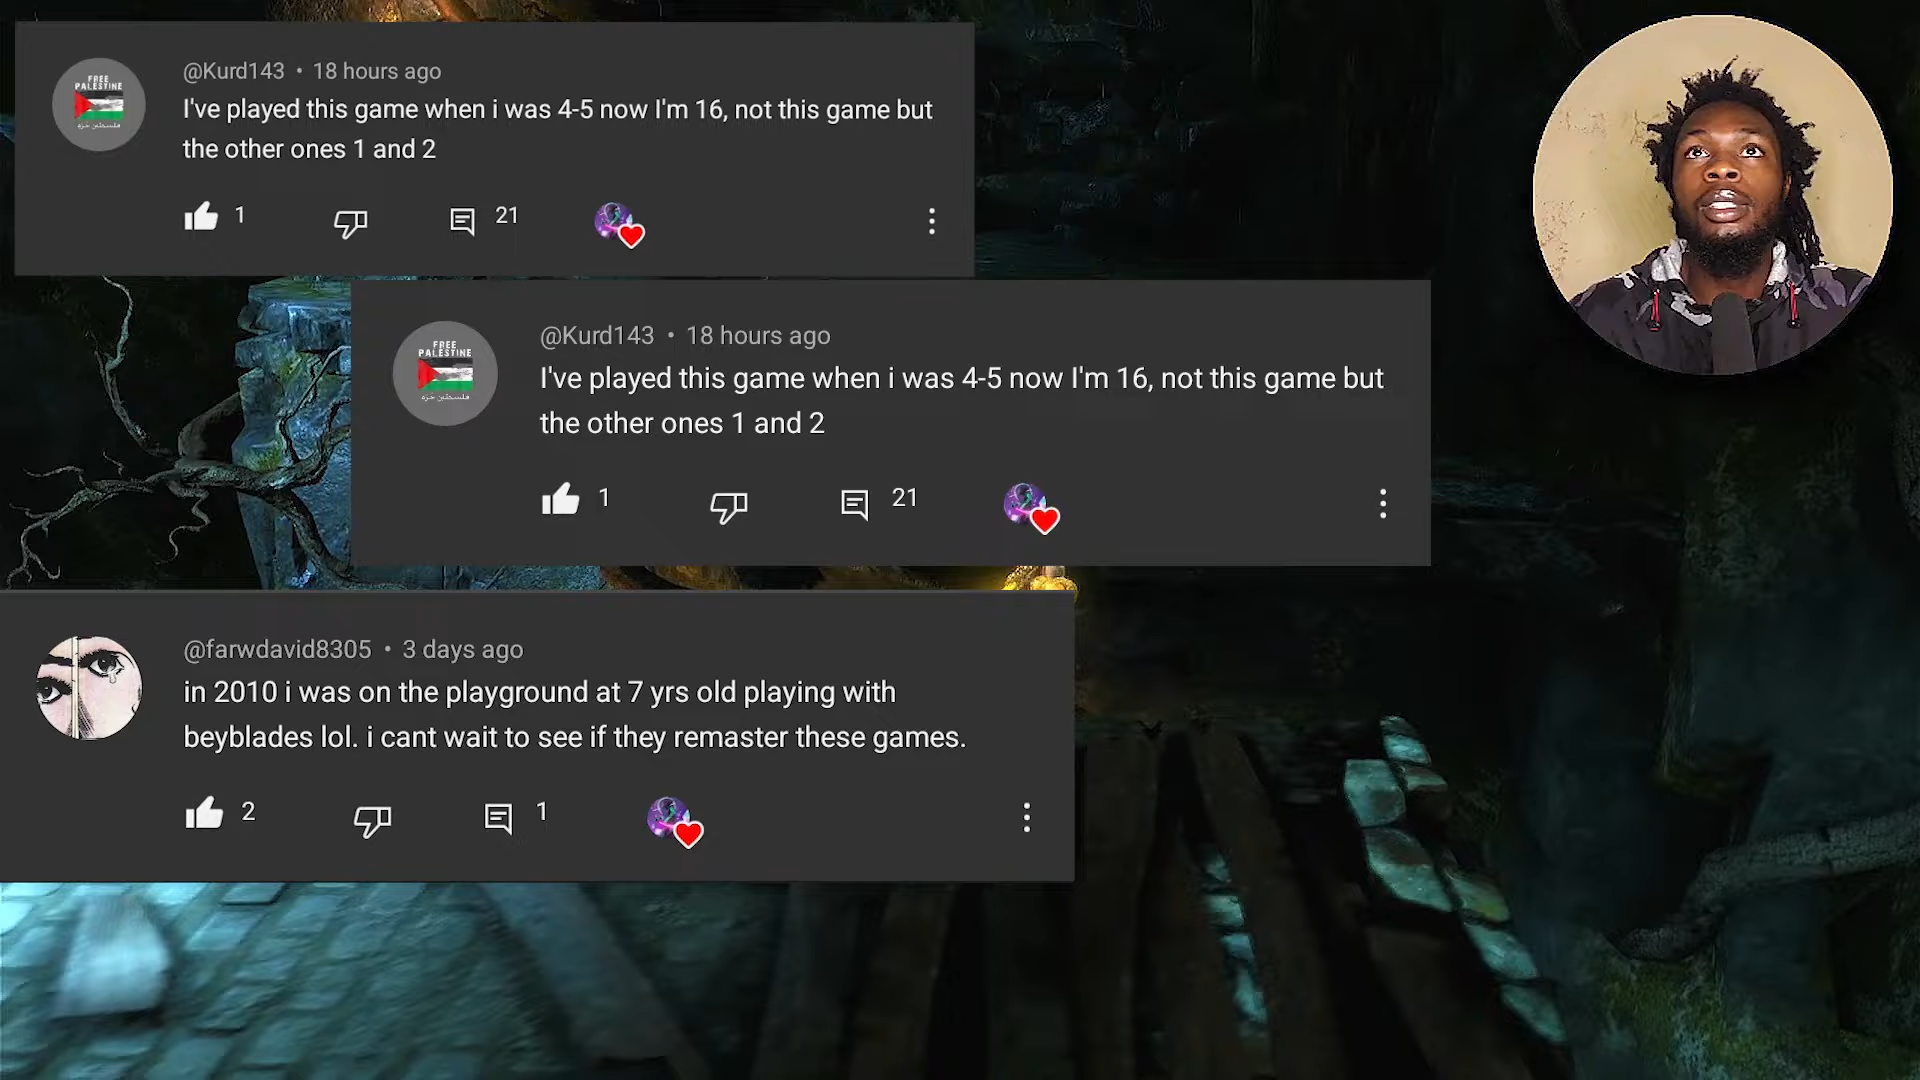 FREE
PALESTINE
فلسطين حرة
@Kurd143 • 18 hours ago
I've played this game when i was 4-5 now I'm 16, not this game but
the other ones 1 and 2
1
21
FREE
PALESTINE
فلسطين حرة
@Kurd143 • 18 hours ago
I've played this game when i was 4-5 now I'm 16, not this game but
the other ones 1 and 2
1
21
@farwdavid8305 • 3 days ago
in 2010 i was on the playground at 7 yrs old playing with
beyblades lol. i cant wait to see if they remaster these games.
2
1